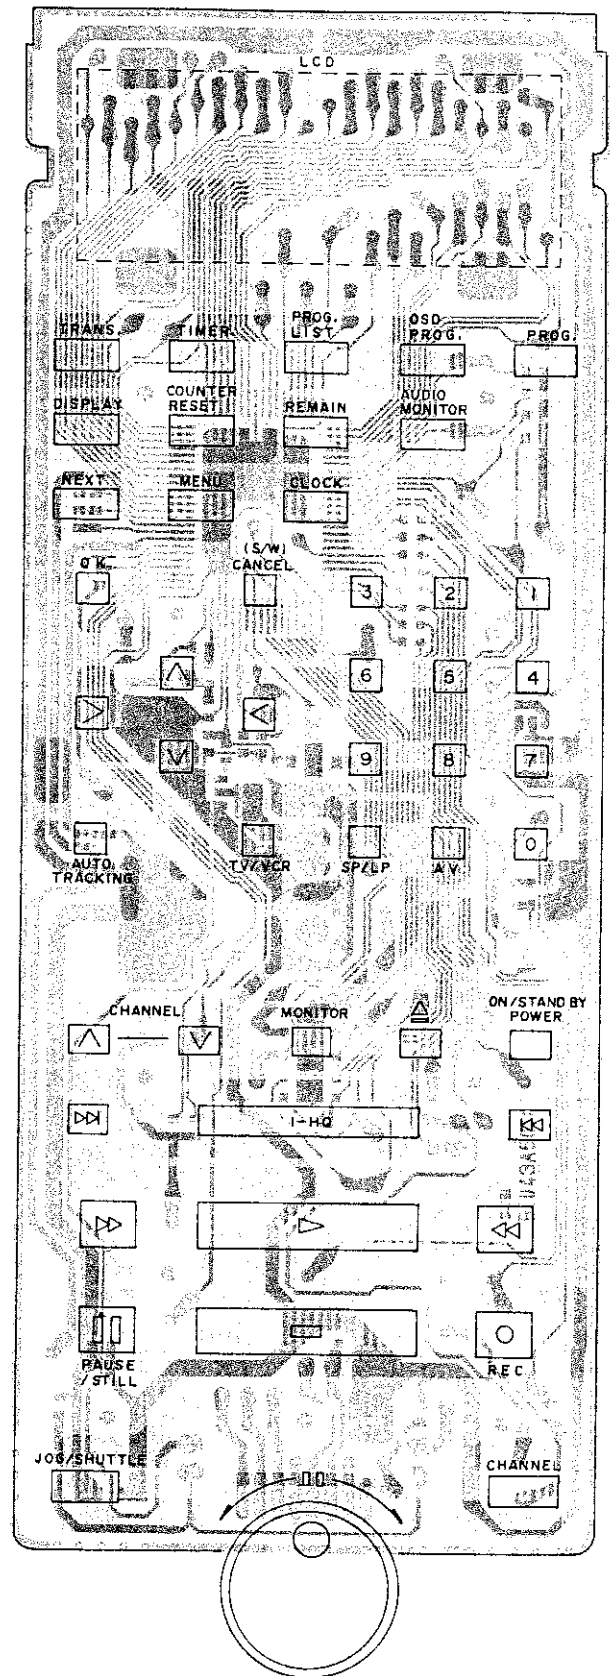 LCD
TRANS. TIMER PROG. LIST OSD PROG. PROG.
DISPLAY COUNTER RESET REMAIN AUDIO MONITOR
NEXT MENU CLOCK
OK (S/W) CANCEL 3 2 1
6 5 4
9 8 7
AUTO TRACKING TV/VCR SP/LP AV 0
CHANNEL MONITOR ON/STAND BY POWER
I-HQ
PAUSE /STILL REC
JOG/SHUTTLE CHANNEL